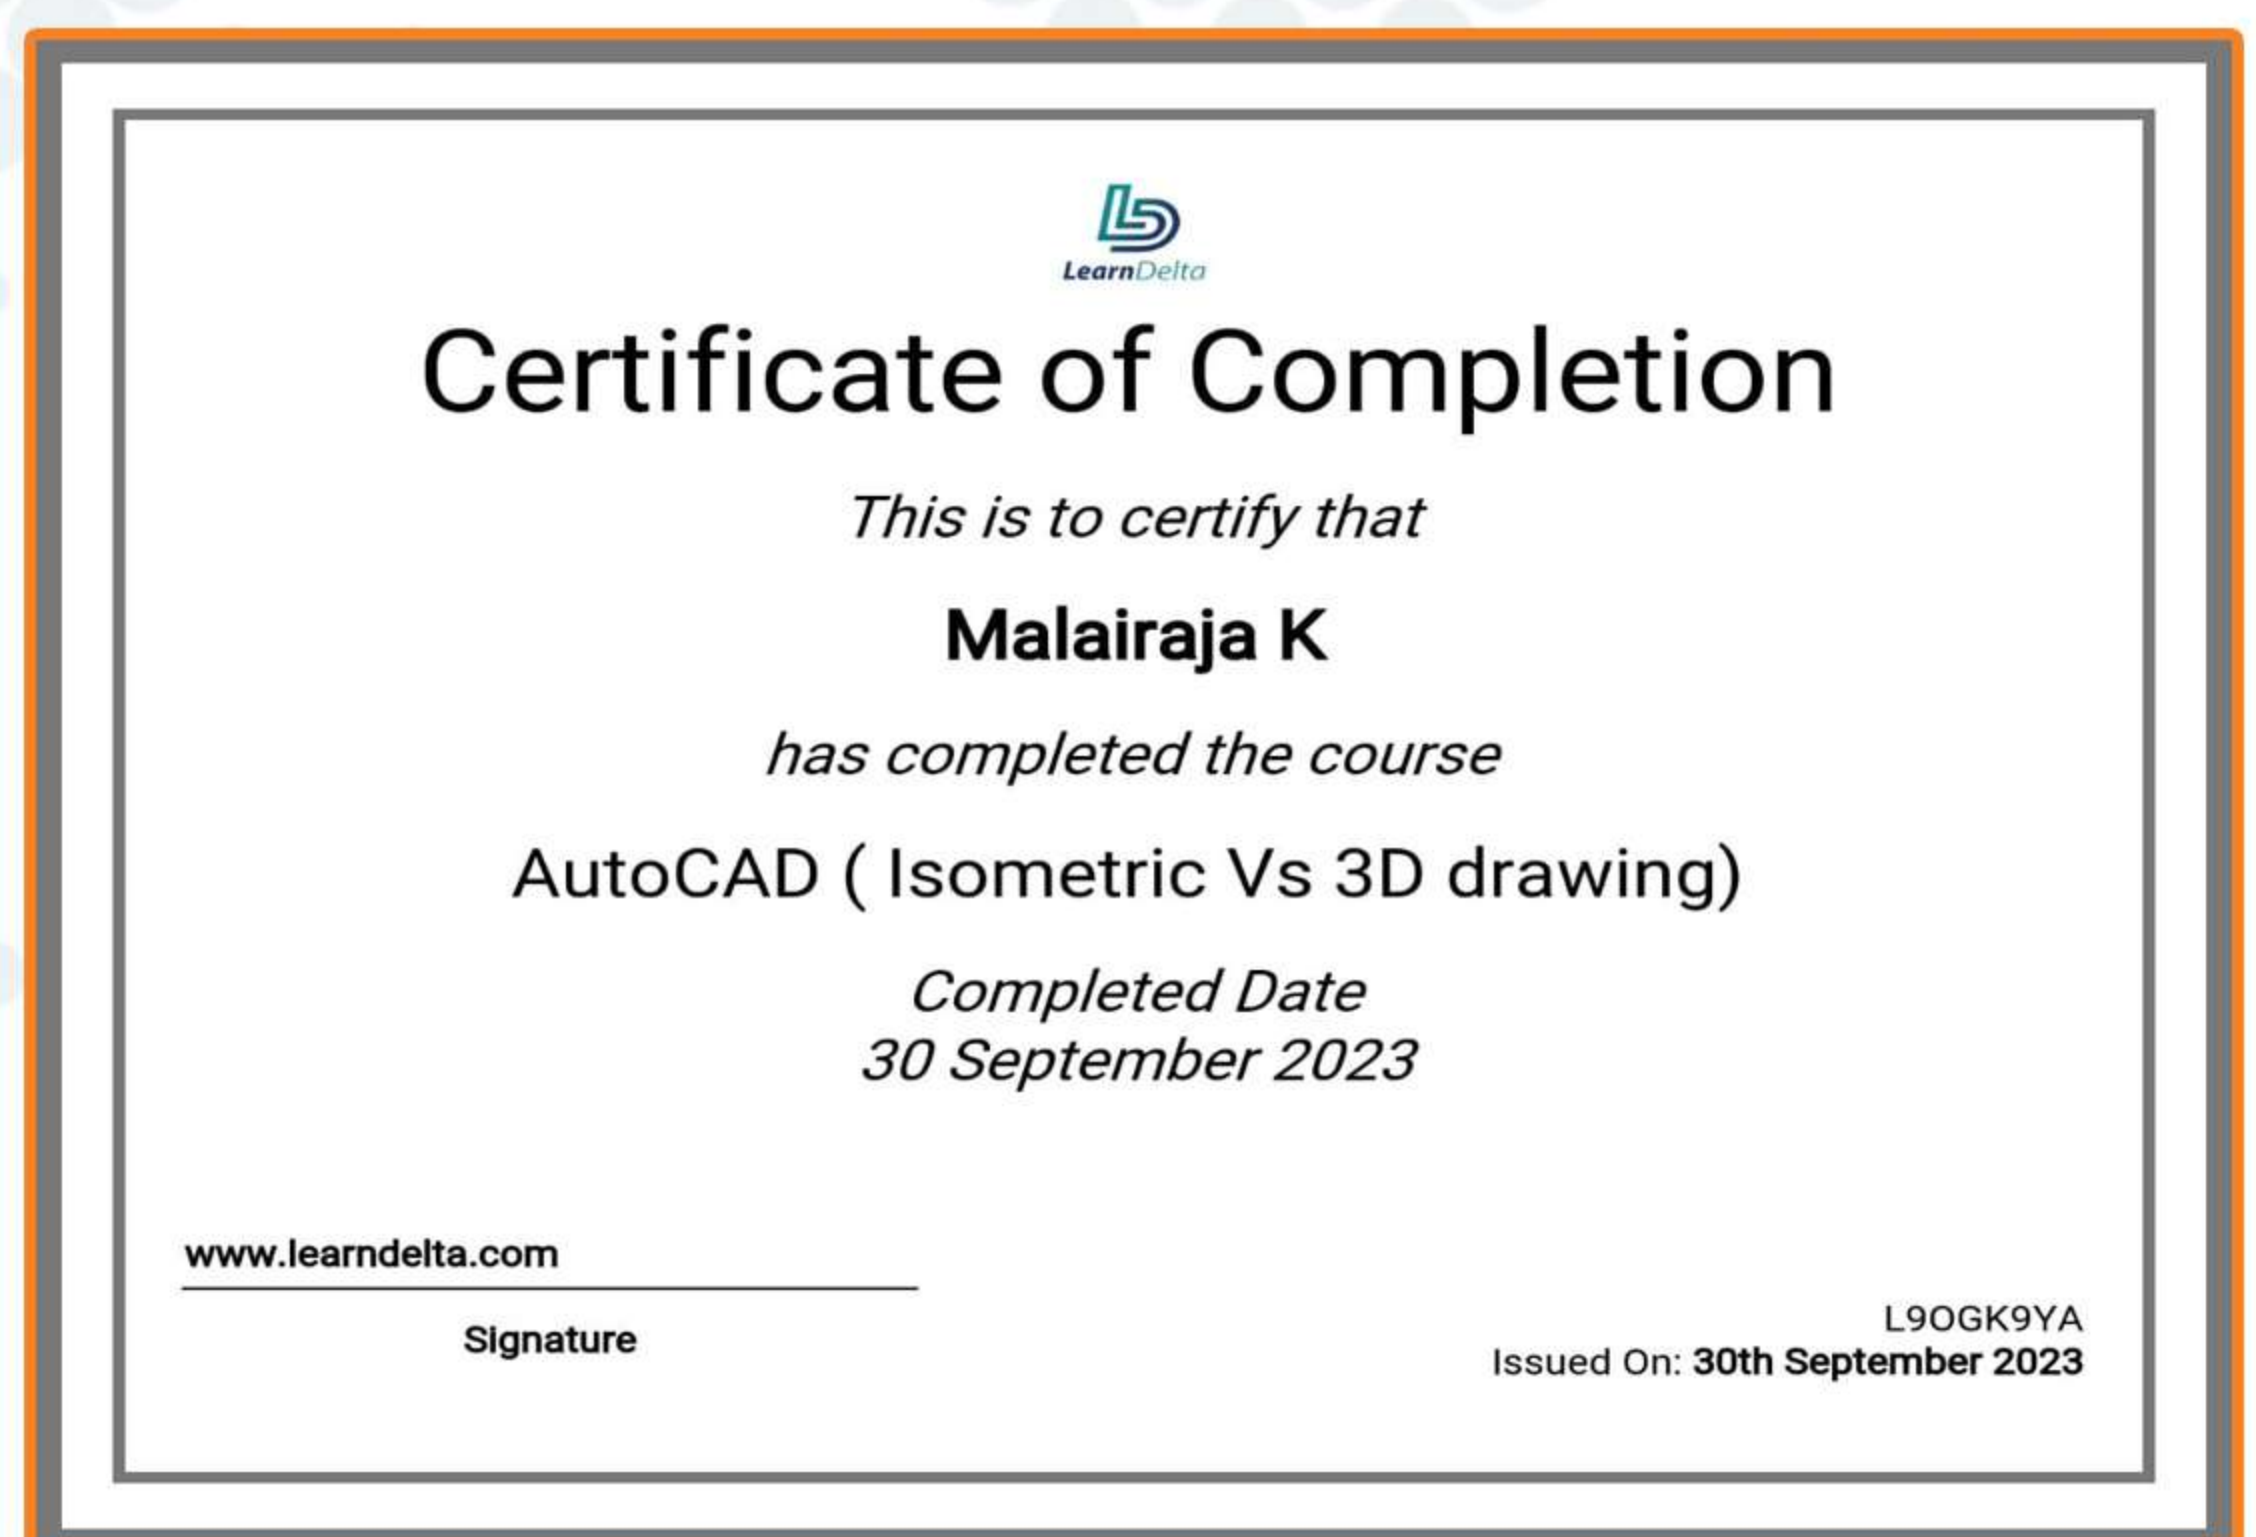 LearnDelta
Certificate of Completion
This is to certify that
Malairaja K
has completed the course
AutoCAD ( Isometric Vs 3D drawing)
Completed Date
30 September 2023
www.learndelta.com
Signature
L9OGK9YA
Issued On: 30th September 2023